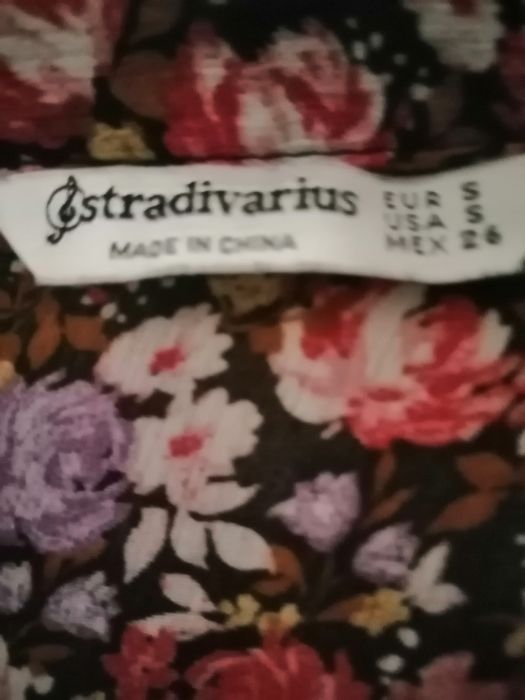 stradivarius
MADE IN CHINA
EUR S
USA S
MEX 26